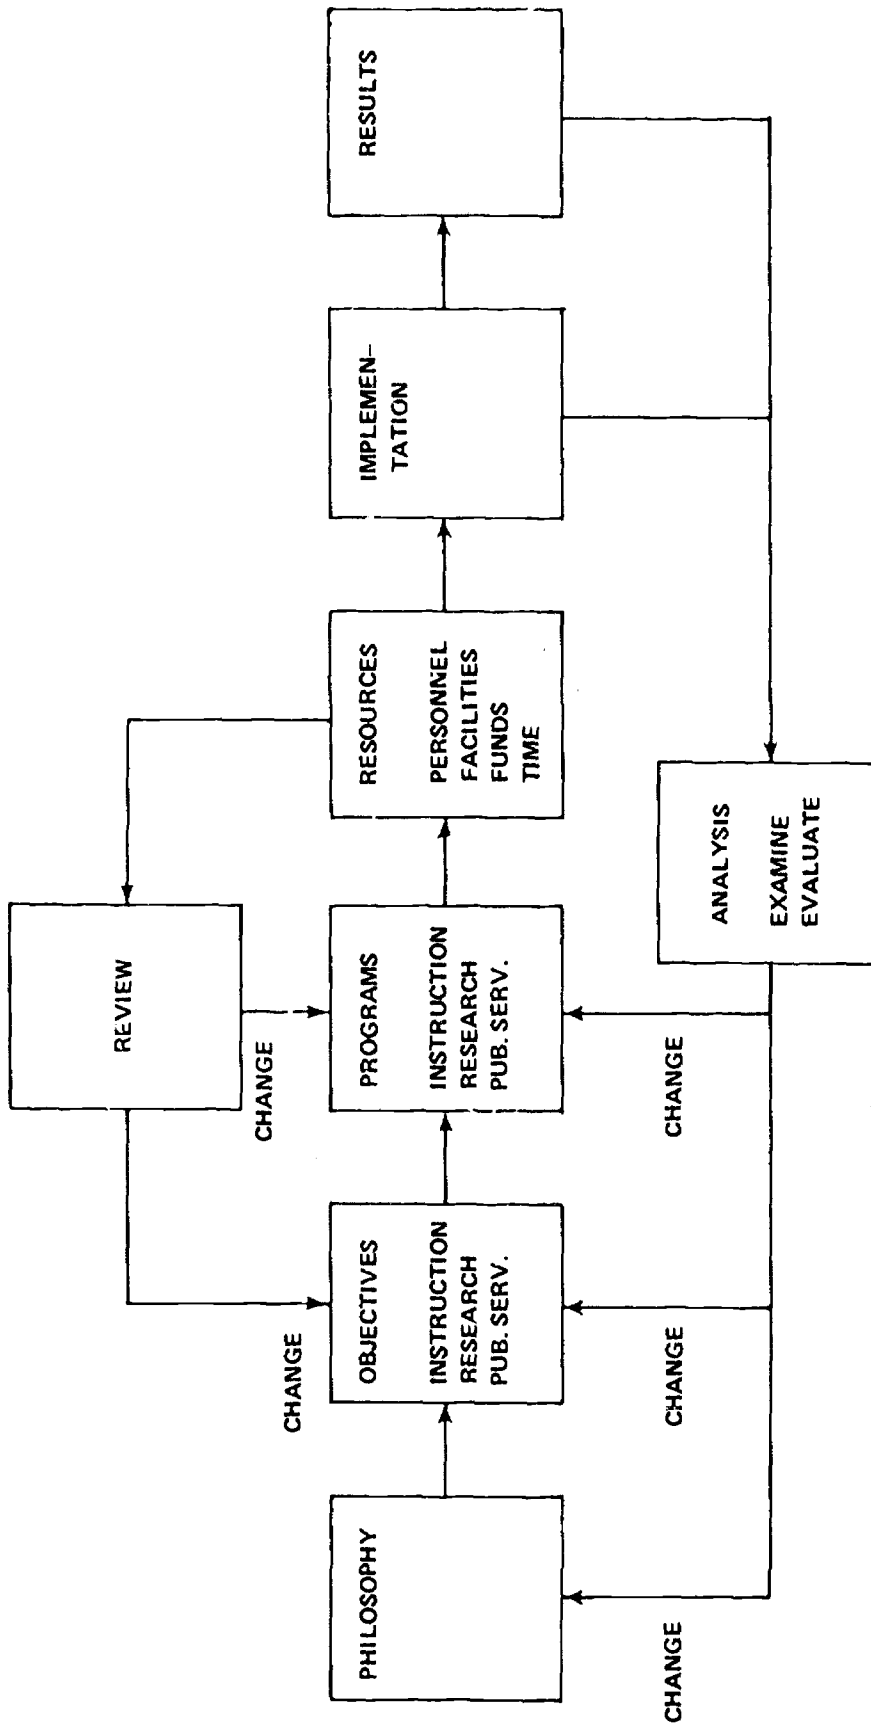 REVIEW
CHANGE
CHANGE
PHILOSOPHY
OBJECTIVES
INSTRUCTION
RESEARCH
PUB. SERV.
PROGRAMS
INSTRUCTION
RESEARCH
PUB. SERV.
RESOURCES
PERSONNEL
FACILITIES
FUNDS
TIME
IMPLEMEN–
TATION
RESULTS
CHANGE
CHANGE
CHANGE
ANALYSIS
EXAMINE
EVALUATE